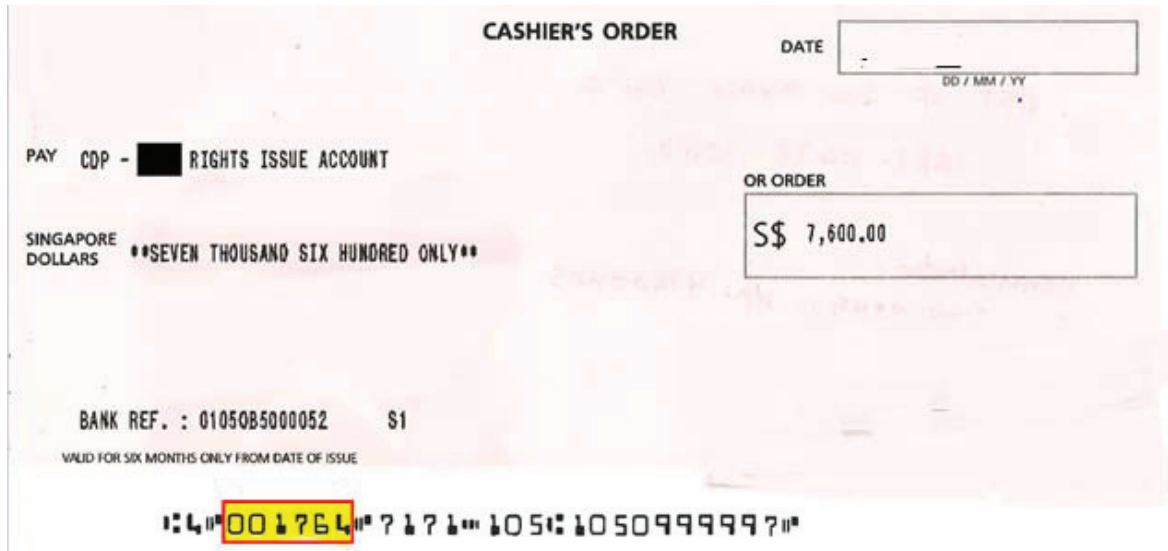 CASHIER'S ORDER
DATE
DD / MM / YY
PAY CDP - RIGHTS ISSUE ACCOUNT
OR ORDER
SINGAPORE DOLLARS **SEVEN THOUSAND SIX HUNDRED ONLY**
S$ 7,600.00
BANK REF. : 01050B5000052 S1
VALID FOR SIX MONTHS ONLY FROM DATE OF ISSUE
⑆4⑈001764⑈7171⑉105⑆1050999997⑈